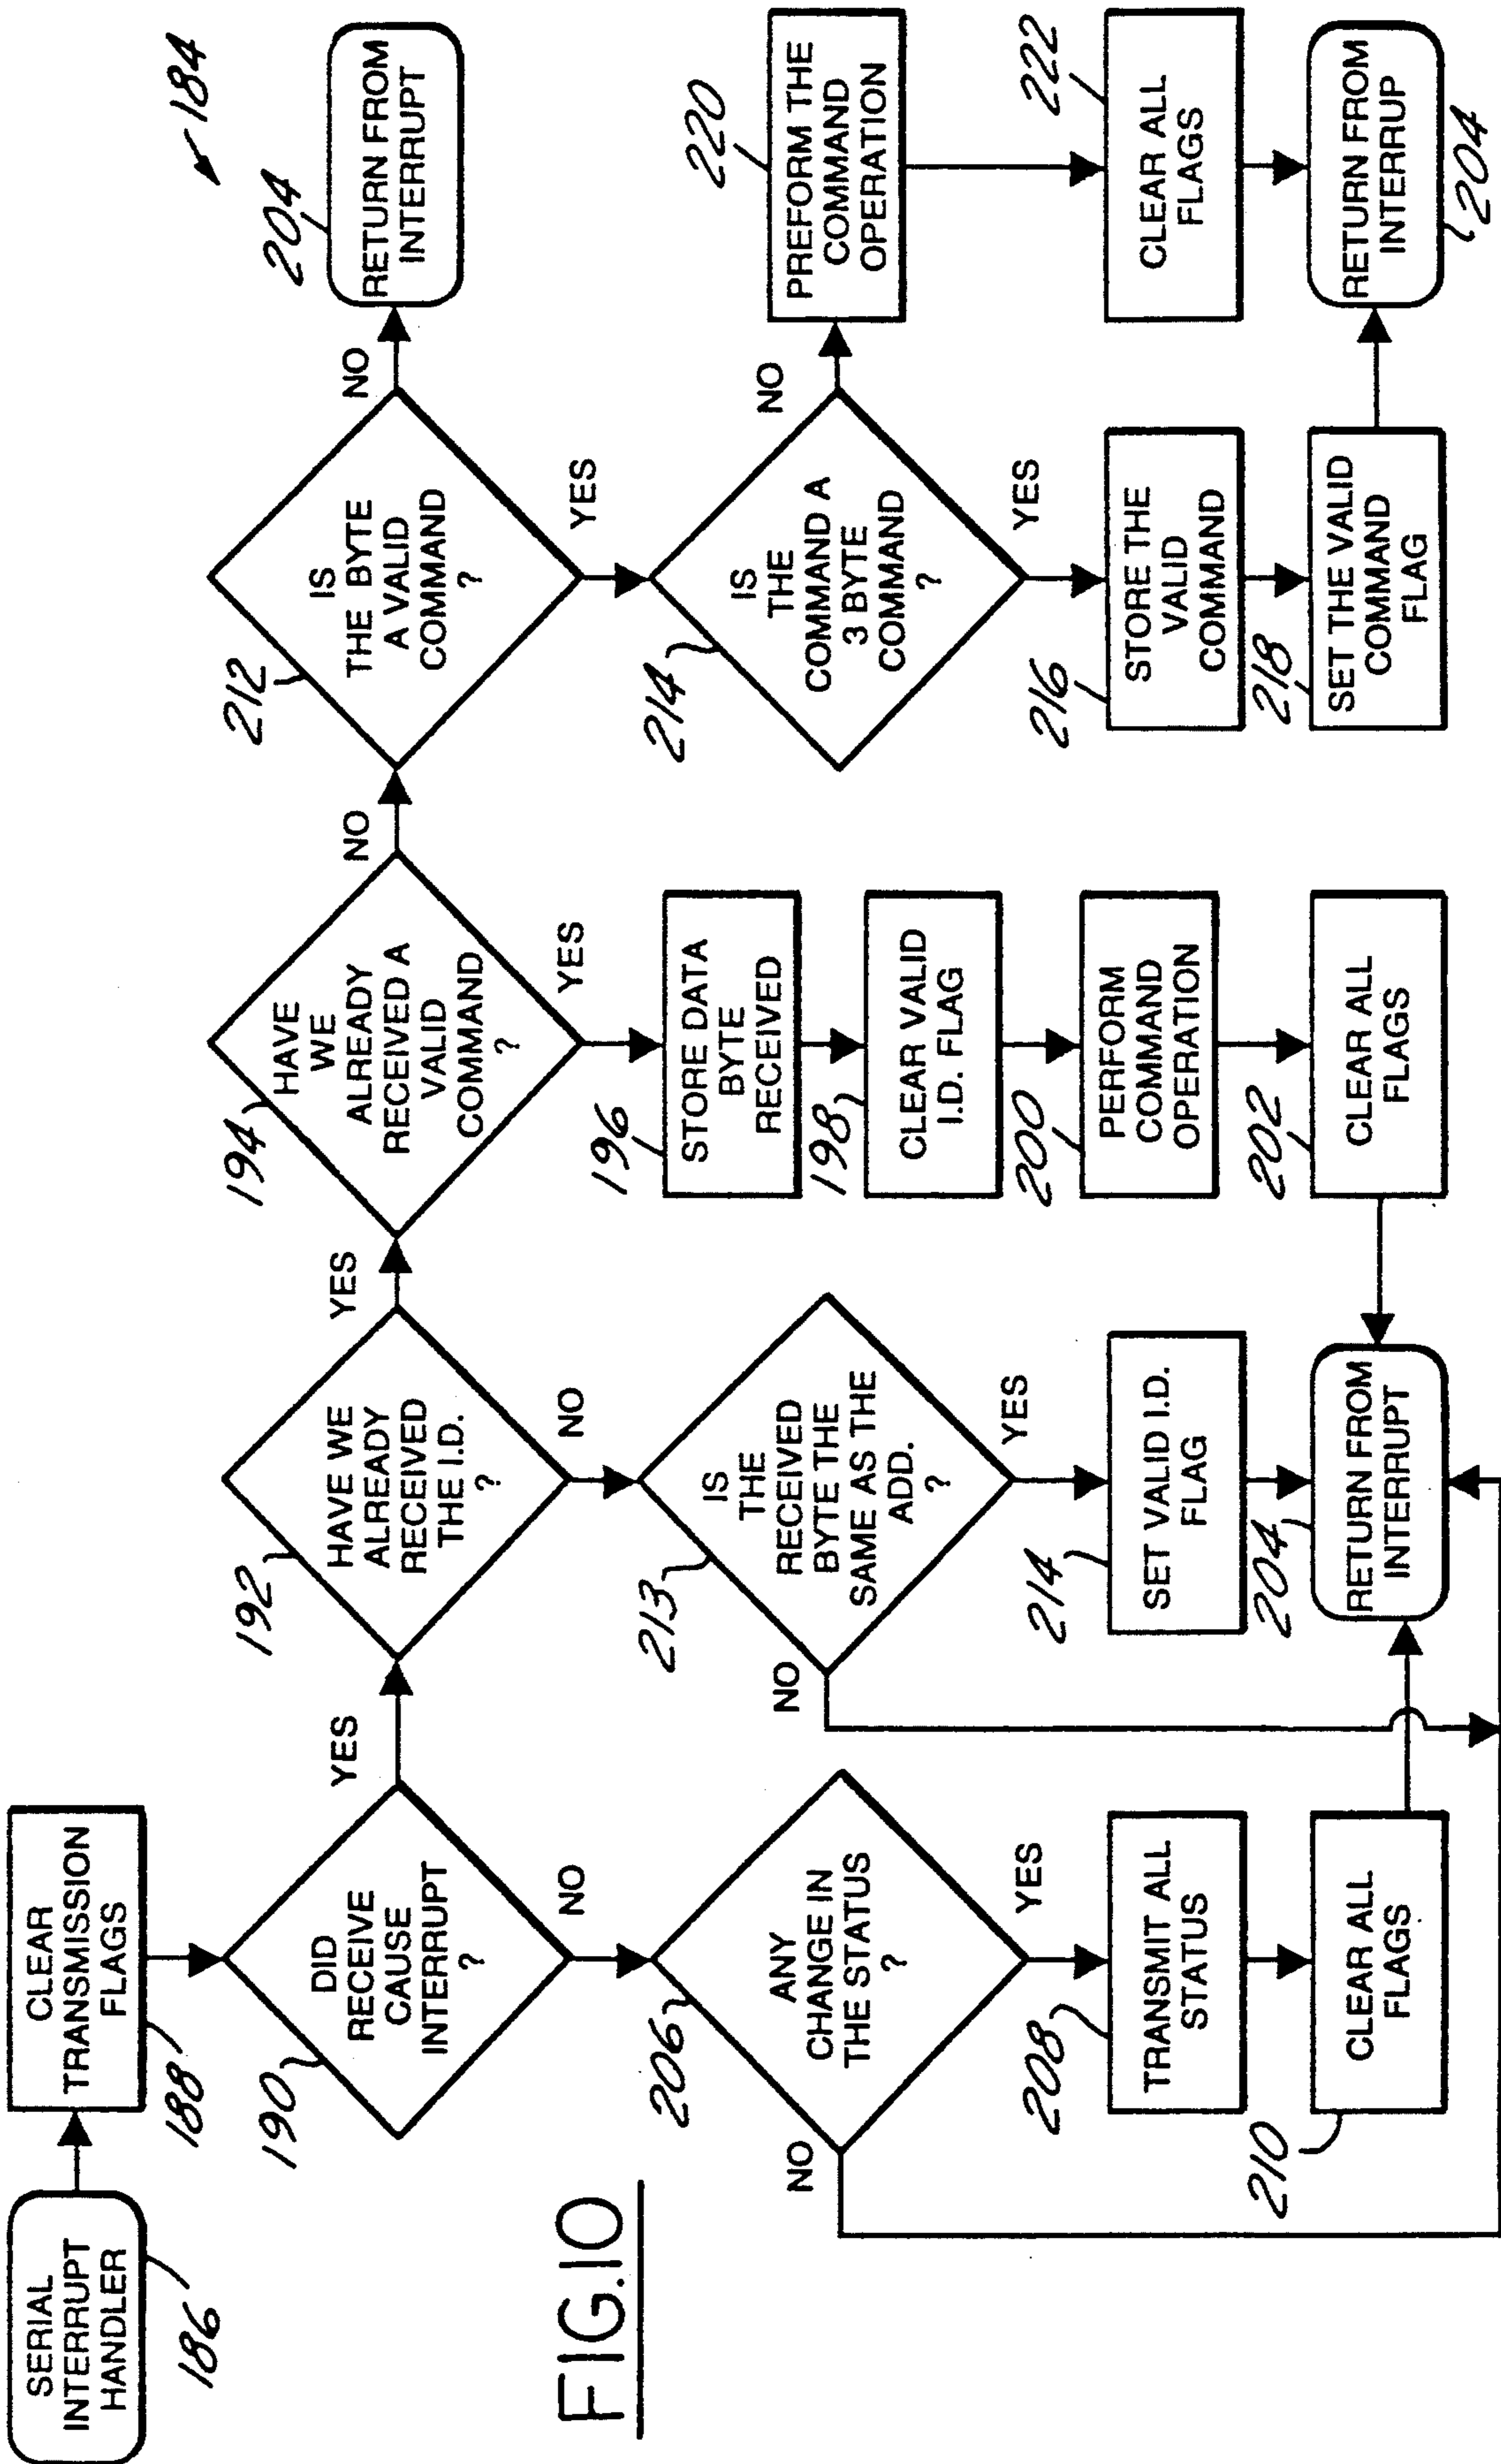 SERIAL
INTERRUPT
HANDLER
186
CLEAR
TRANSMISSION
FLAGS
188
184
DID
RECEIVE
CAUSE
INTERRUPT
?
190
YES
NO
HAVE WE
ALREADY
RECEIVED
THE I.D.
?
192
YES
NO
HAVE
WE
ALREADY
RECEIVED A
VALID
COMMAND
?
194
NO
YES
IS
THE BYTE
A VALID
COMMAND
?
212
NO
YES
RETURN FROM
INTERRUPT
204
ANY
CHANGE IN
THE STATUS
?
206
NO
YES
TRANSMIT ALL
STATUS
208
CLEAR ALL
FLAGS
210
IS
THE
RECEIVED
BYTE THE
SAME AS THE
ADD.
?
213
NO
YES
SET VALID I.D.
FLAG
214
RETURN FROM
INTERRUPT
204
STORE DATA
BYTE
RECEIVED
196
CLEAR VALID
I.D. FLAG
198
PERFORM
COMMAND
OPERATION
200
CLEAR ALL
FLAGS
202
IS
THE
COMMAND A
3 BYTE
COMMAND
?
214
NO
YES
STORE THE
VALID
COMMAND
216
SET THE VALID
COMMAND
FLAG
218
PREFORM THE
COMMAND
OPERATION
220
CLEAR ALL
FLAGS
222
RETURN FROM
INTERRUP
204
FIG.10